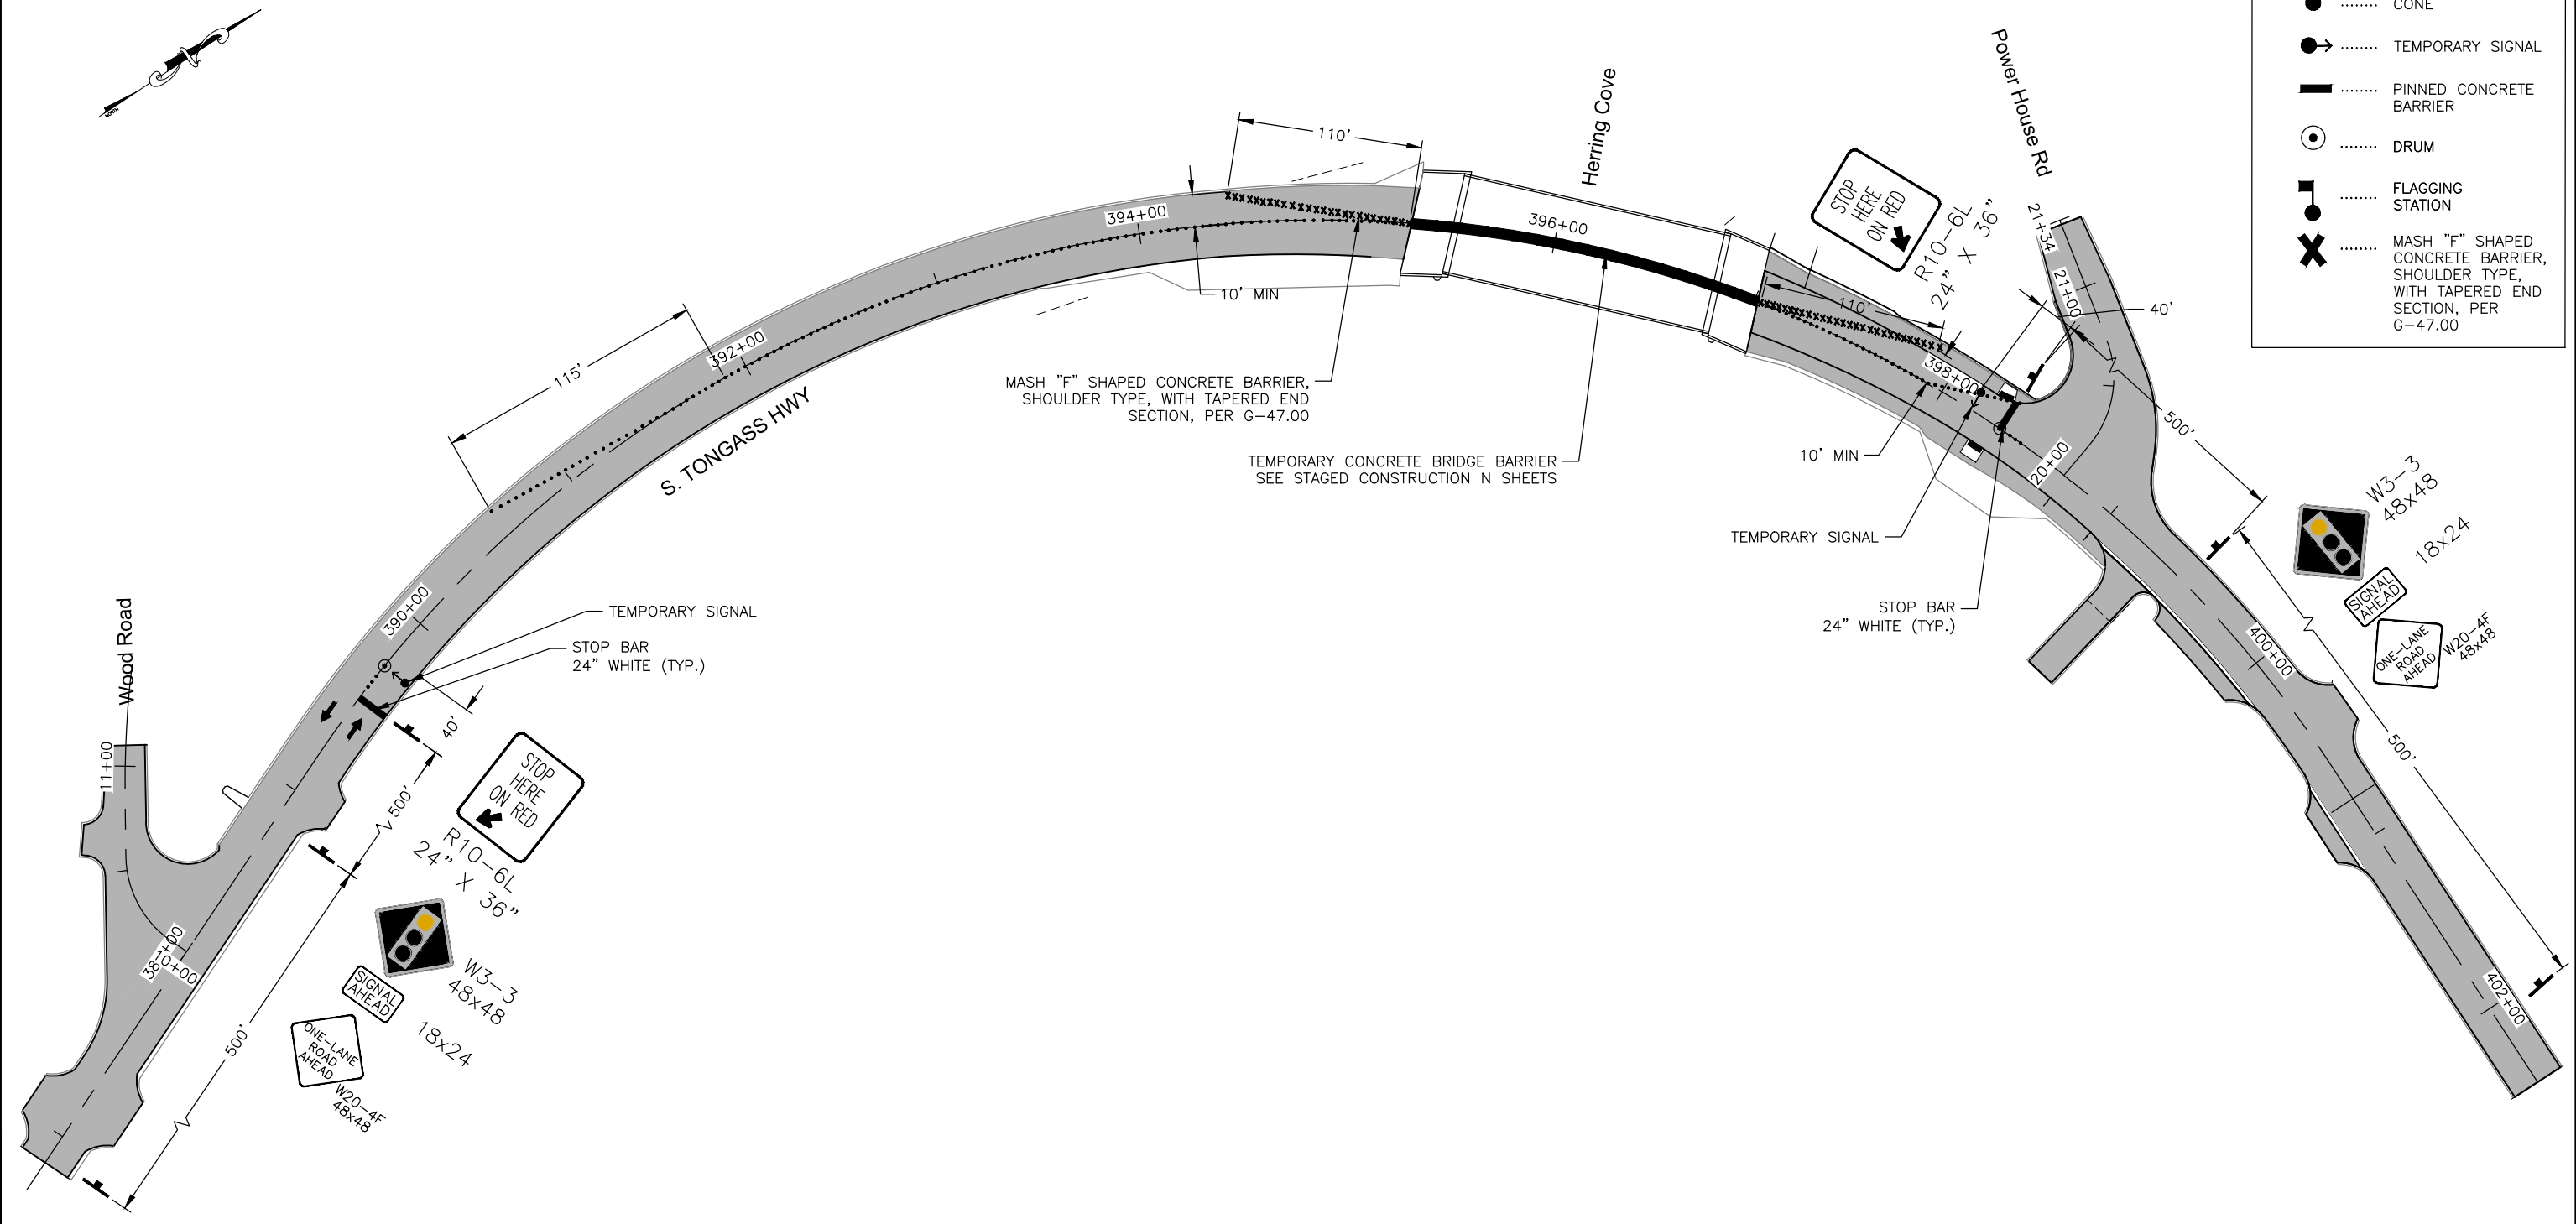 NORTH
CONE
TEMPORARY SIGNAL
PINNED CONCRETE
BARRIER
DRUM
FLAGGING
STATION
MASH "F" SHAPED
CONCRETE BARRIER,
SHOULDER TYPE,
WITH TAPERED END
SECTION, PER
G-47.00
110'
Herring Cove
Power House Rd
STOP
HERE
ON RED
R10-6L
24" X 36"
21+34
21+00
40'
394+00
396+00
10' MIN
110'
115'
392+00
398+00
500'
MASH "F" SHAPED CONCRETE BARRIER,
SHOULDER TYPE, WITH TAPERED END
SECTION, PER G-47.00
S. TONGASS HWY
TEMPORARY CONCRETE BRIDGE BARRIER
SEE STAGED CONSTRUCTION N SHEETS
10' MIN
20+00
TEMPORARY SIGNAL
W3-3
48x48
18x24
SIGNAL
AHEAD
ONE-LANE
ROAD
AHEAD
W20-4F
48x48
STOP BAR
24" WHITE (TYP.)
400+00
500'
402+00
390+00
TEMPORARY SIGNAL
STOP BAR
24" WHITE (TYP.)
Wood Road
40'
11+00
500'
STOP
HERE
ON RED
R10-6L
24" X 36"
10+00
W3-3
48x48
SIGNAL
AHEAD
18x24
500'
ONE-LANE
ROAD
AHEAD
W20-4F
48x48